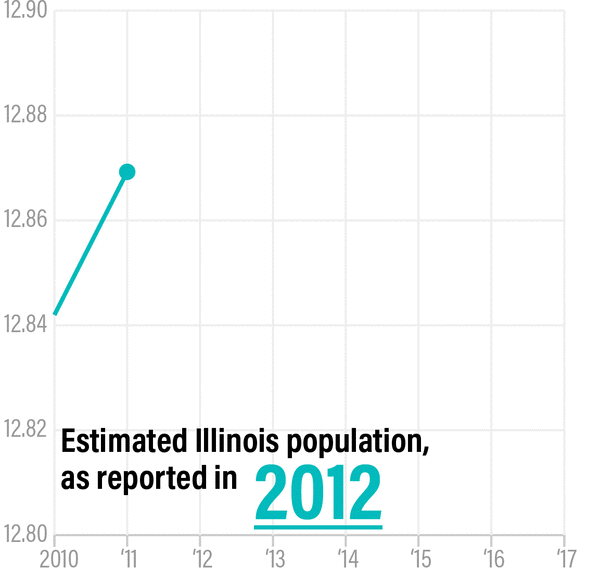 12.90
12.88
12.86
12.84
12.82
Estimated Illinois population,
as reported in 2012
12.80
2010 ‘11 ‘12 ‘13 ‘14 ‘15 ‘16 ‘17